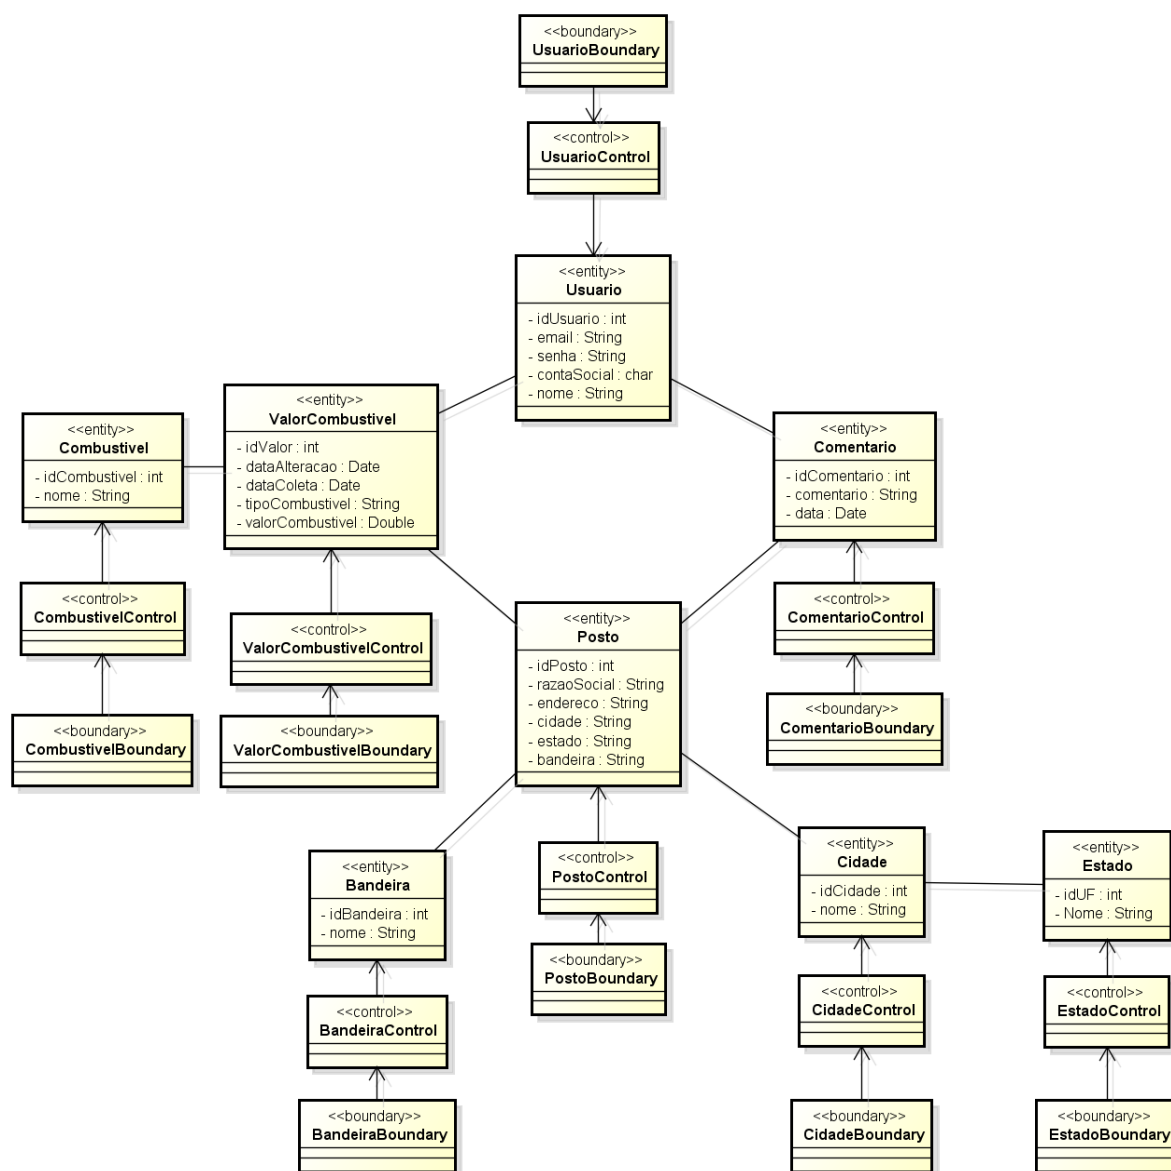 <<boundary>>
UsuarioBoundary
<<control>>
UsuarioControl
<<entity>>
Usuario
- idUsuario : int
- email : String
- senha : String
- contaSocial : char
- nome : String
<<entity>>
ValorCombustivel
- idValor : int
- dataAlteracao : Date
- dataColeta : Date
- tipoCombustivel : String
- valorCombustivel : Double
<<entity>>
Combustivel
- idCombustivel : int
- nome : String
<<entity>>
Comentario
- idComentario : int
- comentario : String
- data : Date
<<control>>
CombustivelControl
<<control>>
ValorCombustivelControl
<<entity>>
Posto
- idPosto : int
- razaoSocial : String
- endereco : String
- cidade : String
- estado : String
- bandeira : String
<<control>>
ComentarioControl
<<boundary>>
CombustivelBoundary
<<boundary>>
ValorCombustivelBoundary
<<boundary>>
ComentarioBoundary
<<entity>>
Bandeira
- idBandeira : int
- nome : String
<<control>>
PostoControl
<<entity>>
Cidade
- idCidade : int
- nome : String
<<entity>>
Estado
- idUF : int
- Nome : String
<<boundary>>
PostoBoundary
<<control>>
BandeiraControl
<<control>>
CidadeControl
<<control>>
EstadoControl
<<boundary>>
BandeiraBoundary
<<boundary>>
CidadeBoundary
<<boundary>>
EstadoBoundary